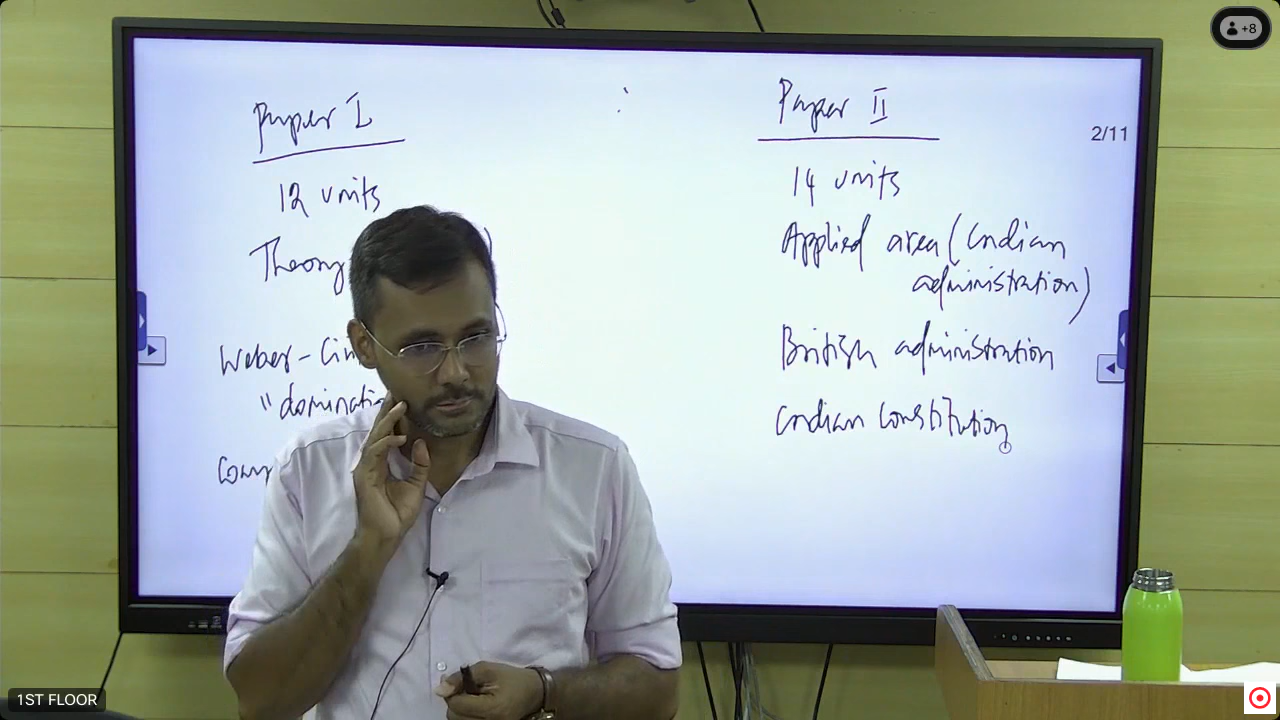 +8
Paper I
12 units
Theory
Weber -
"
Paper II
2/11
14 units
Applied area (Indian
administration)
British administration
Indian constitution
1ST FLOOR